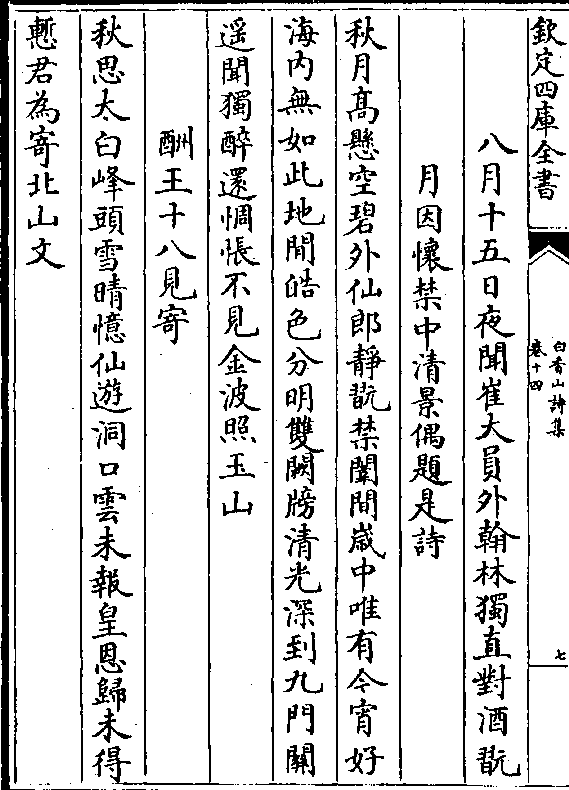 欽定四庫全書
白香山詩集
卷十四
七
八月十五日夜聞崔大員外翰林獨直對酒翫
月因懷禁中清景偶題是詩
秋月高懸空碧外仙郎靜翫禁闈間嵗中唯有今宵好
海内無如此地閒皓色分明雙闕牓清光深到九門關
遥聞獨醉還惆悵不見金波照玉山
酬王十八見寄
秋思太白峰頭雪晴憶仙遊洞口雲未報皇恩歸未得
慙君為寄北山文